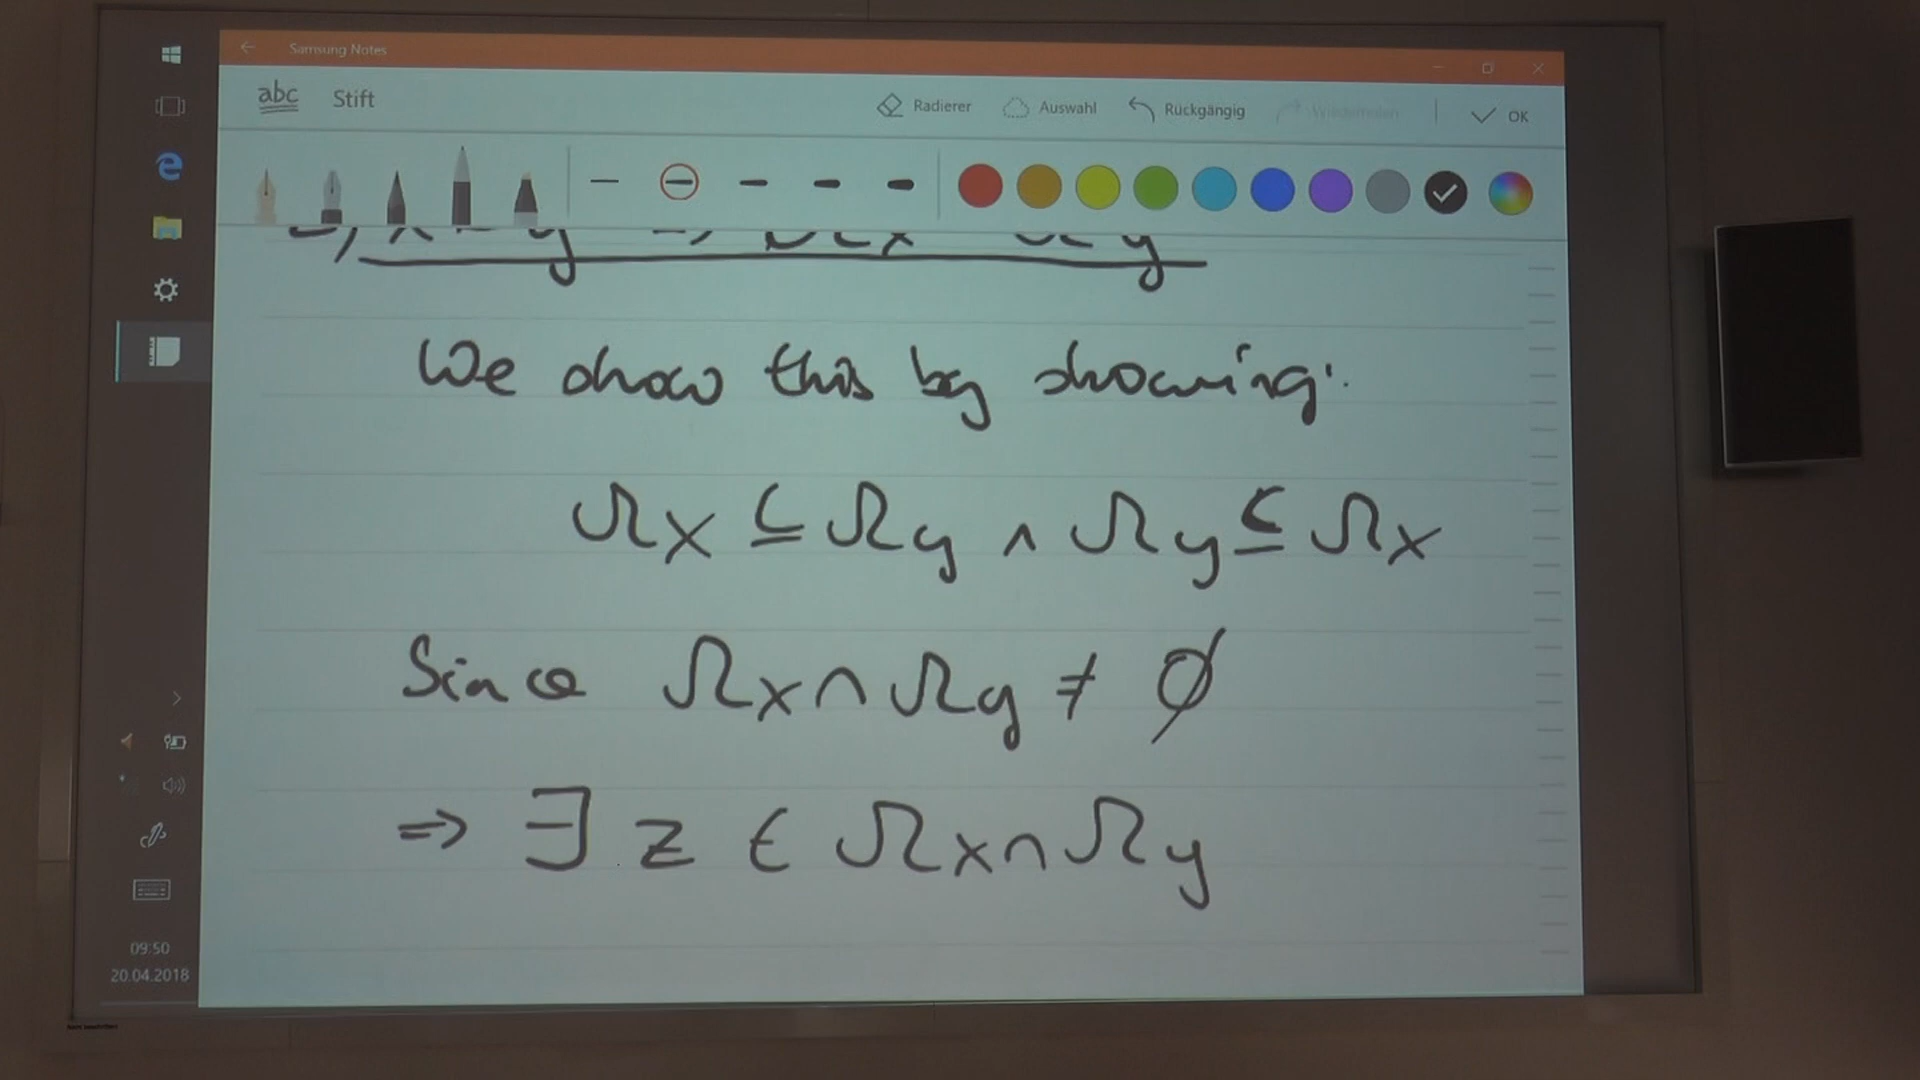 Samsung Notes
abc Stift Radierer Auswahl Rückgängig Wiederholen OK
We show this by showing:
Ωx ⊆ Ωy ∧ Ωy ⊆ Ωx
Since Ωx ∩ Ωy ≠ ∅
⇒ ∃ z ∈ Ωx ∩ Ωy
09:50
20.04.2018